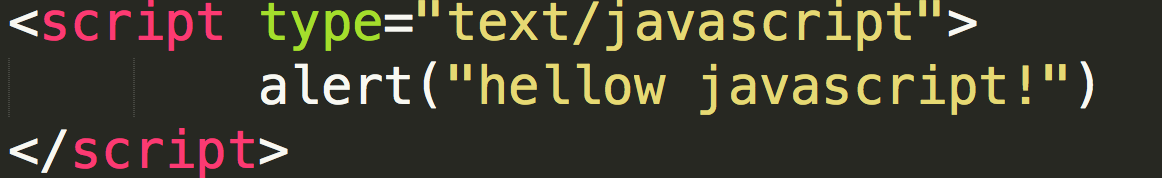 <script type="text/javascript">
alert("hellow javascript!")
</script>